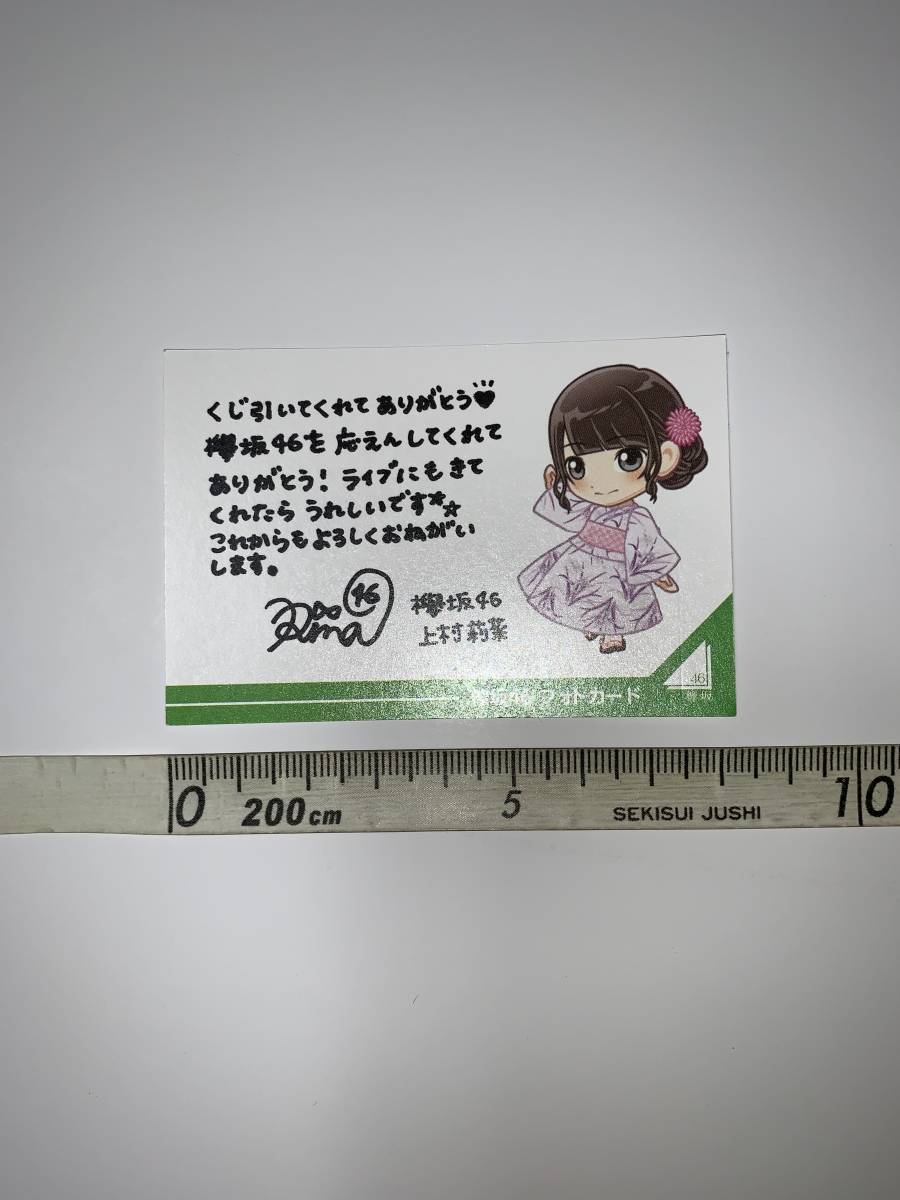 くじ引いてくれてありがとう♥
欅坂46を応えんしてくれて
ありがとう！ライブにもきて
くれたらうれしいです☆☆
これからもよろしくおねがい
します。
Rina 46
欅坂46
上村莉菜
欅坂46フォトカード
46
0 200cm 5 SEKISUI JUSHI 10